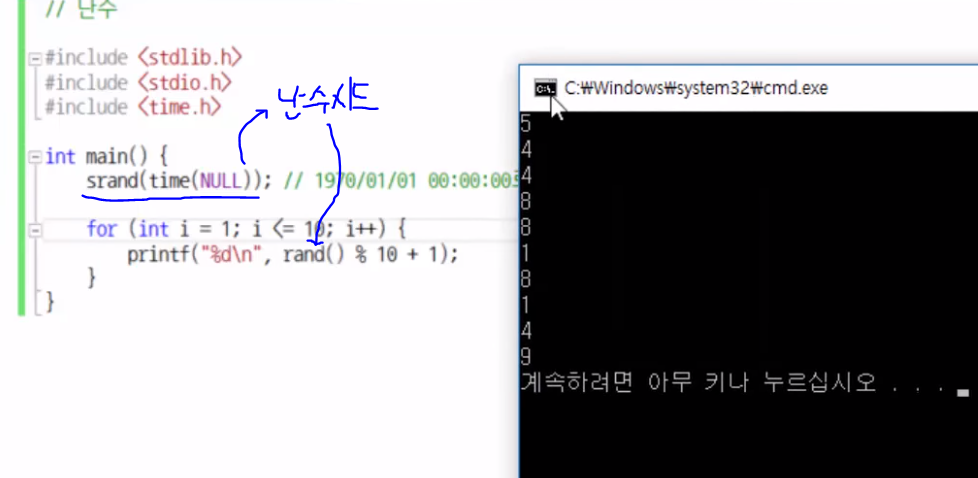 // 난수
#include <stdlib.h>
#include <stdio.h>
#include <time.h>
난수시드
int main() {
srand(time(NULL)); // 1970/01/01 00:00:00
for (int i = 1; i <= 10; i++) {
printf("%d\n", rand() % 10 + 1);
}
}
C:₩Windows₩system32₩cmd.exe
5
4
4
8
8
1
8
1
4
9
계속하려면 아무 키나 누르십시오 . . .